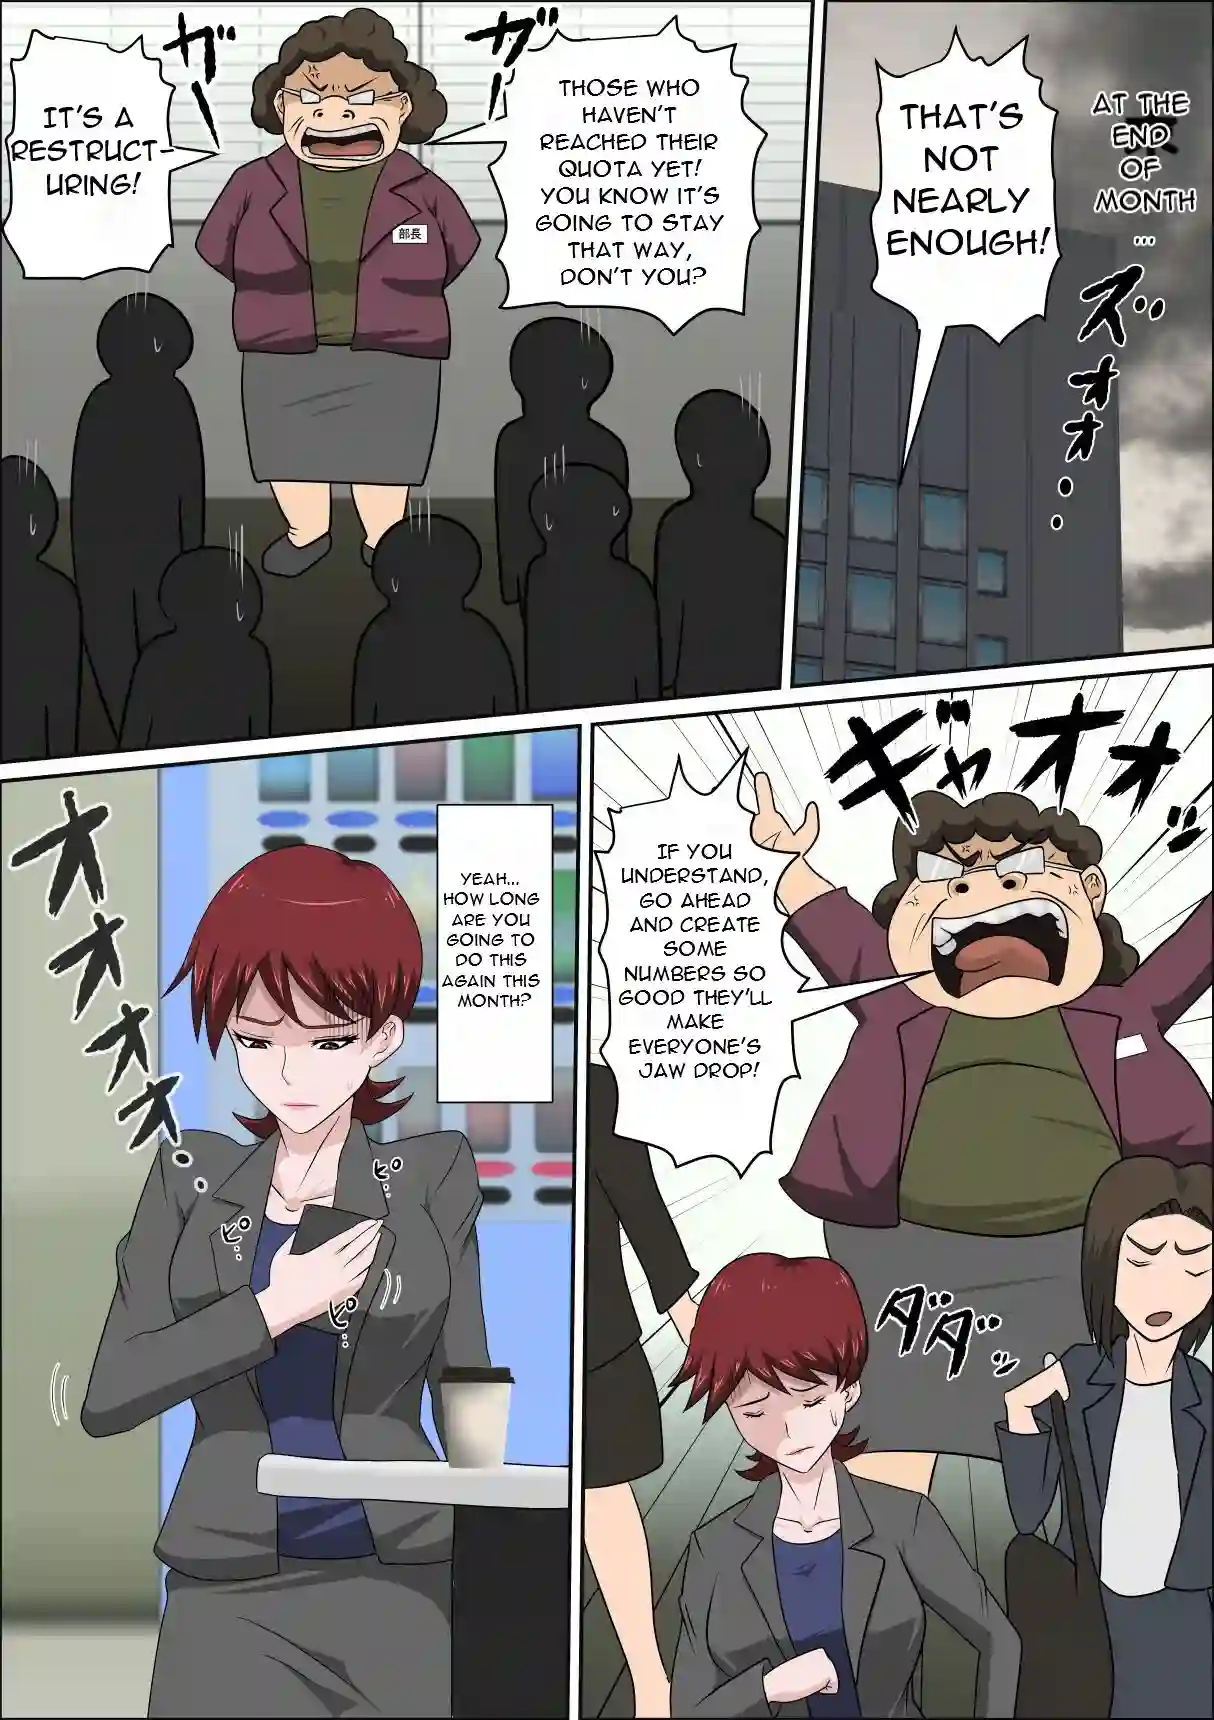 AT THE
END
OF
MONTH
...
THAT'S
NOT
NEARLY
ENOUGH!
ズ
オォ...
THOSE WHO
HAVEN'T
REACHED THEIR
QUOTA YET!
YOU KNOW IT'S
GOING TO STAY
THAT WAY,
DON'T YOU?
ガー
ガー
部長
IT'S A
RESTRUCT-
URING!
ギャオォッ
IF YOU
UNDERSTAND,
GO AHEAD
AND CREATE
SOME
NUMBERS SO
GOOD THEY'LL
MAKE
EVERYONE'S
JAW DROP!
ダダッ
YEAH...
HOW LONG
ARE YOU
GOING TO
DO THIS
AGAIN THIS
MONTH?
オオオオ...
ピ...
ピ...
ピ...